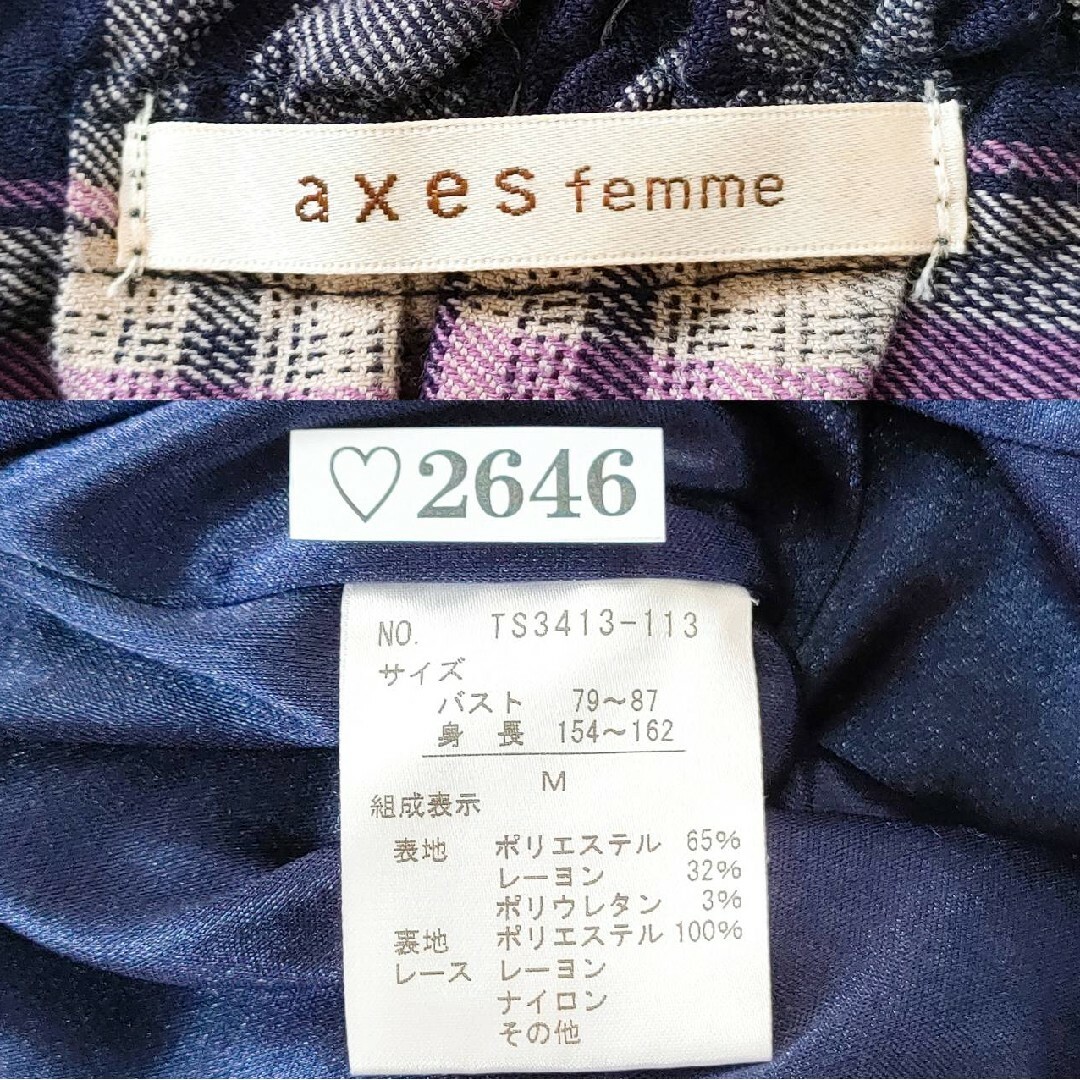 axes femme
♡2646
NO. TS3413-113
サイズ
バスト 79〜87
身長 154〜162
M
組成表示
表地 ポリエステル 65%
レーヨン 32%
ポリウレタン 3%
裏地 ポリエステル 100%
レース レーヨン
ナイロン
その他